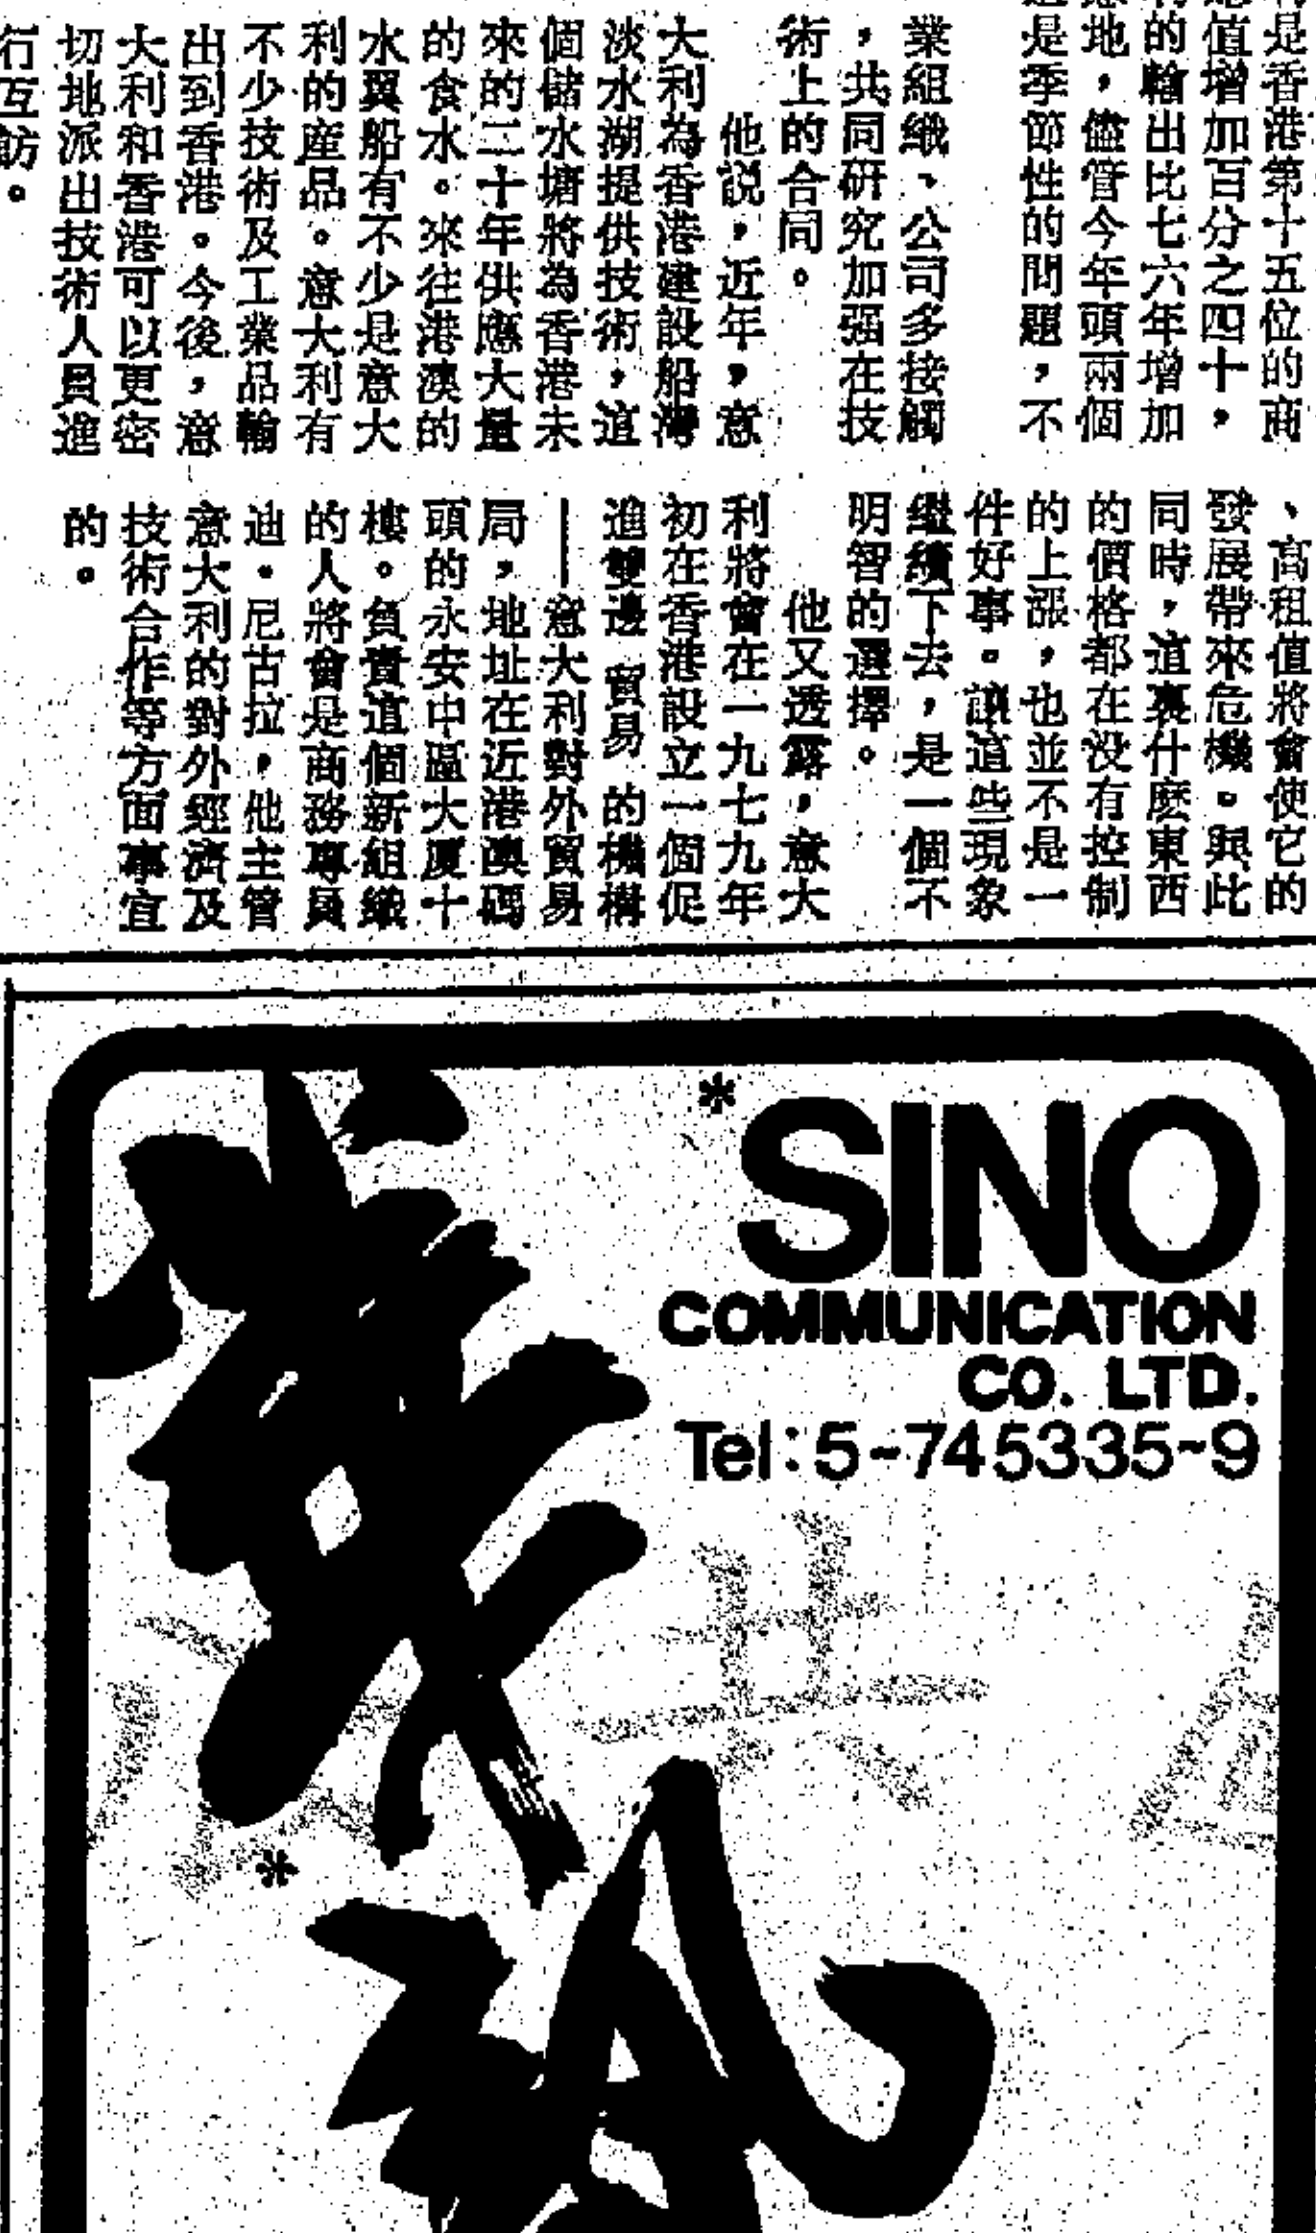 是香港第十五位的商
值增加百分之四十，
的輸出比七六年增加
地，儘管今年頭兩個
是季節性的問題，不
業組織、公司多接觸
，共同研究加强在技
術上的合同。
他説，近年，意
大利為香港建設船灣
淡水湖提供技術，這
個儲水塘將為香港未
來的二十年供應大量
的食水。來往港澳的
水翼船有不少是意大
利的産品。意大利有
不少技術及工業品輸
出到香港。今後，意
大利和香港可以更密
切地派出技術人員進
行互訪。
、高租值將會使它的
發展帶來危機。與此
同時，這裏什麽東西
的價格都在没有控制
的上漲，也並不是一
件好事。讓這些現象
繼續下去，是一個不
明智的選擇。
他又透露，意大
利將會在一九七九年
初在香港設立一個促
進雙邊貿易的機構
—意大利對外貿易
局，地址在近港澳碼
頭的永安中區大廈十
樓。負責這個新組織
的人將會是商務專員
迪・尼古拉，他主管
意大利的對外經濟及
技術合作等方面事宜
的。
*SINO
COMMUNICATION
CO. LTD.
Tel:5-745335~9
*